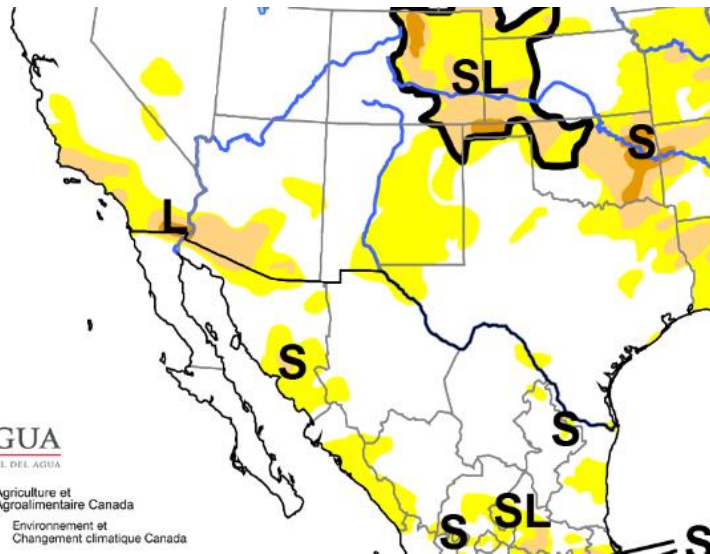 SL
S
L
S
S
GUA
L DEL AGUA
Agriculture et
Agroalimentaire Canada
SL
S
Environnement et
Changement climatique Canada
S